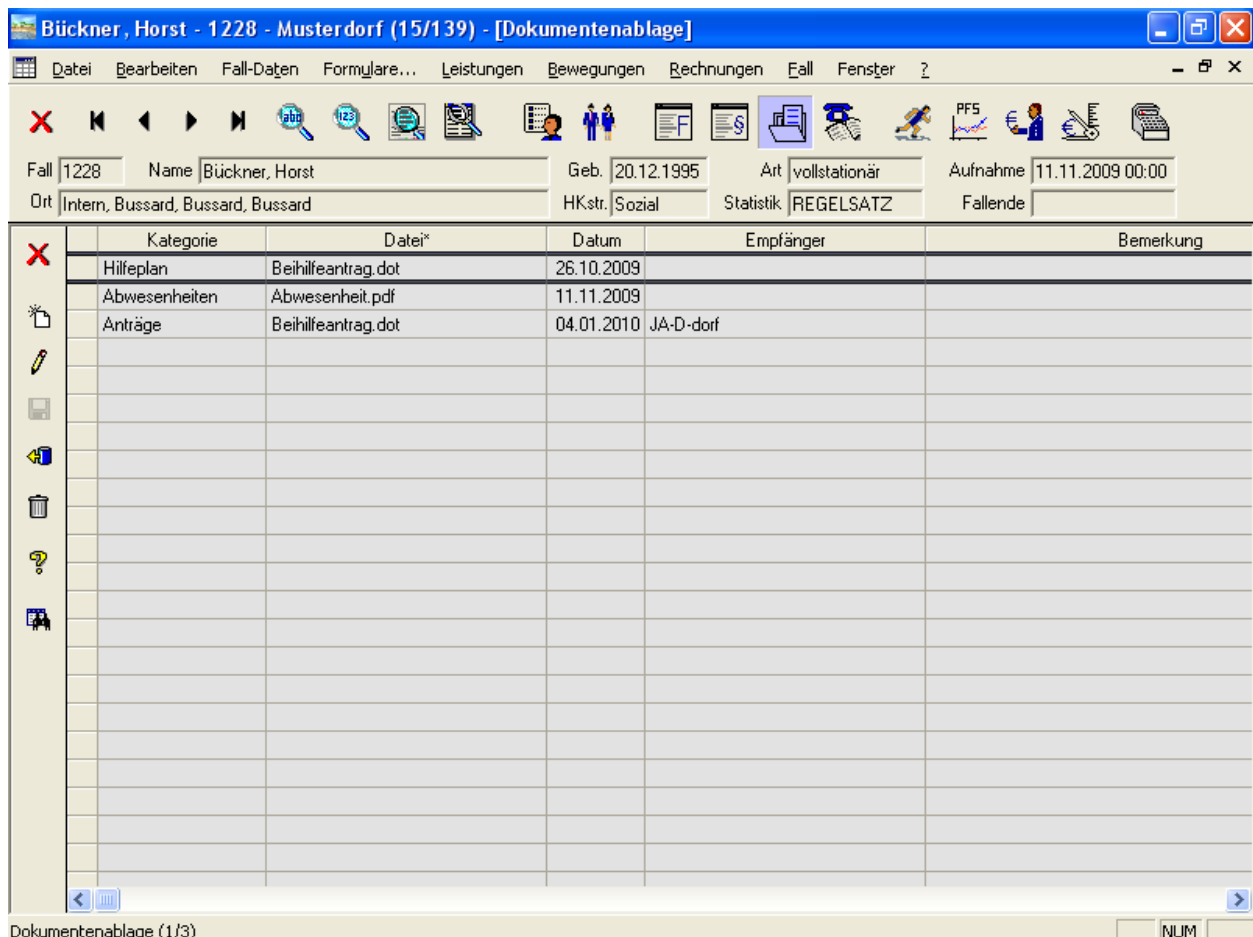 Bückner, Horst - 1228 - Musterdorf (15/139) - [Dokumentenablage]
Datei Bearbeiten Fall-Daten Formulare... Leistungen Bewegungen Rechnungen Fall Fenster ?
abc 123 F § PFS € €
Fall 1228 Name Bückner, Horst Geb. 20.12.1995 Art vollstationär Aufnahme 11.11.2009 00:00
Ort Intern, Bussard, Bussard, Bussard HKstr. Sozial Statistik REGELSATZ Fallende
Kategorie Datei* Datum Empfänger Bemerkung
Hilfeplan Beihilfeantrag.dot 26.10.2009
Abwesenheiten Abwesenheit.pdf 11.11.2009
Anträge Beihilfeantrag.dot 04.01.2010 JA-D-dorf
Dokumentenablage (1/3) NUM